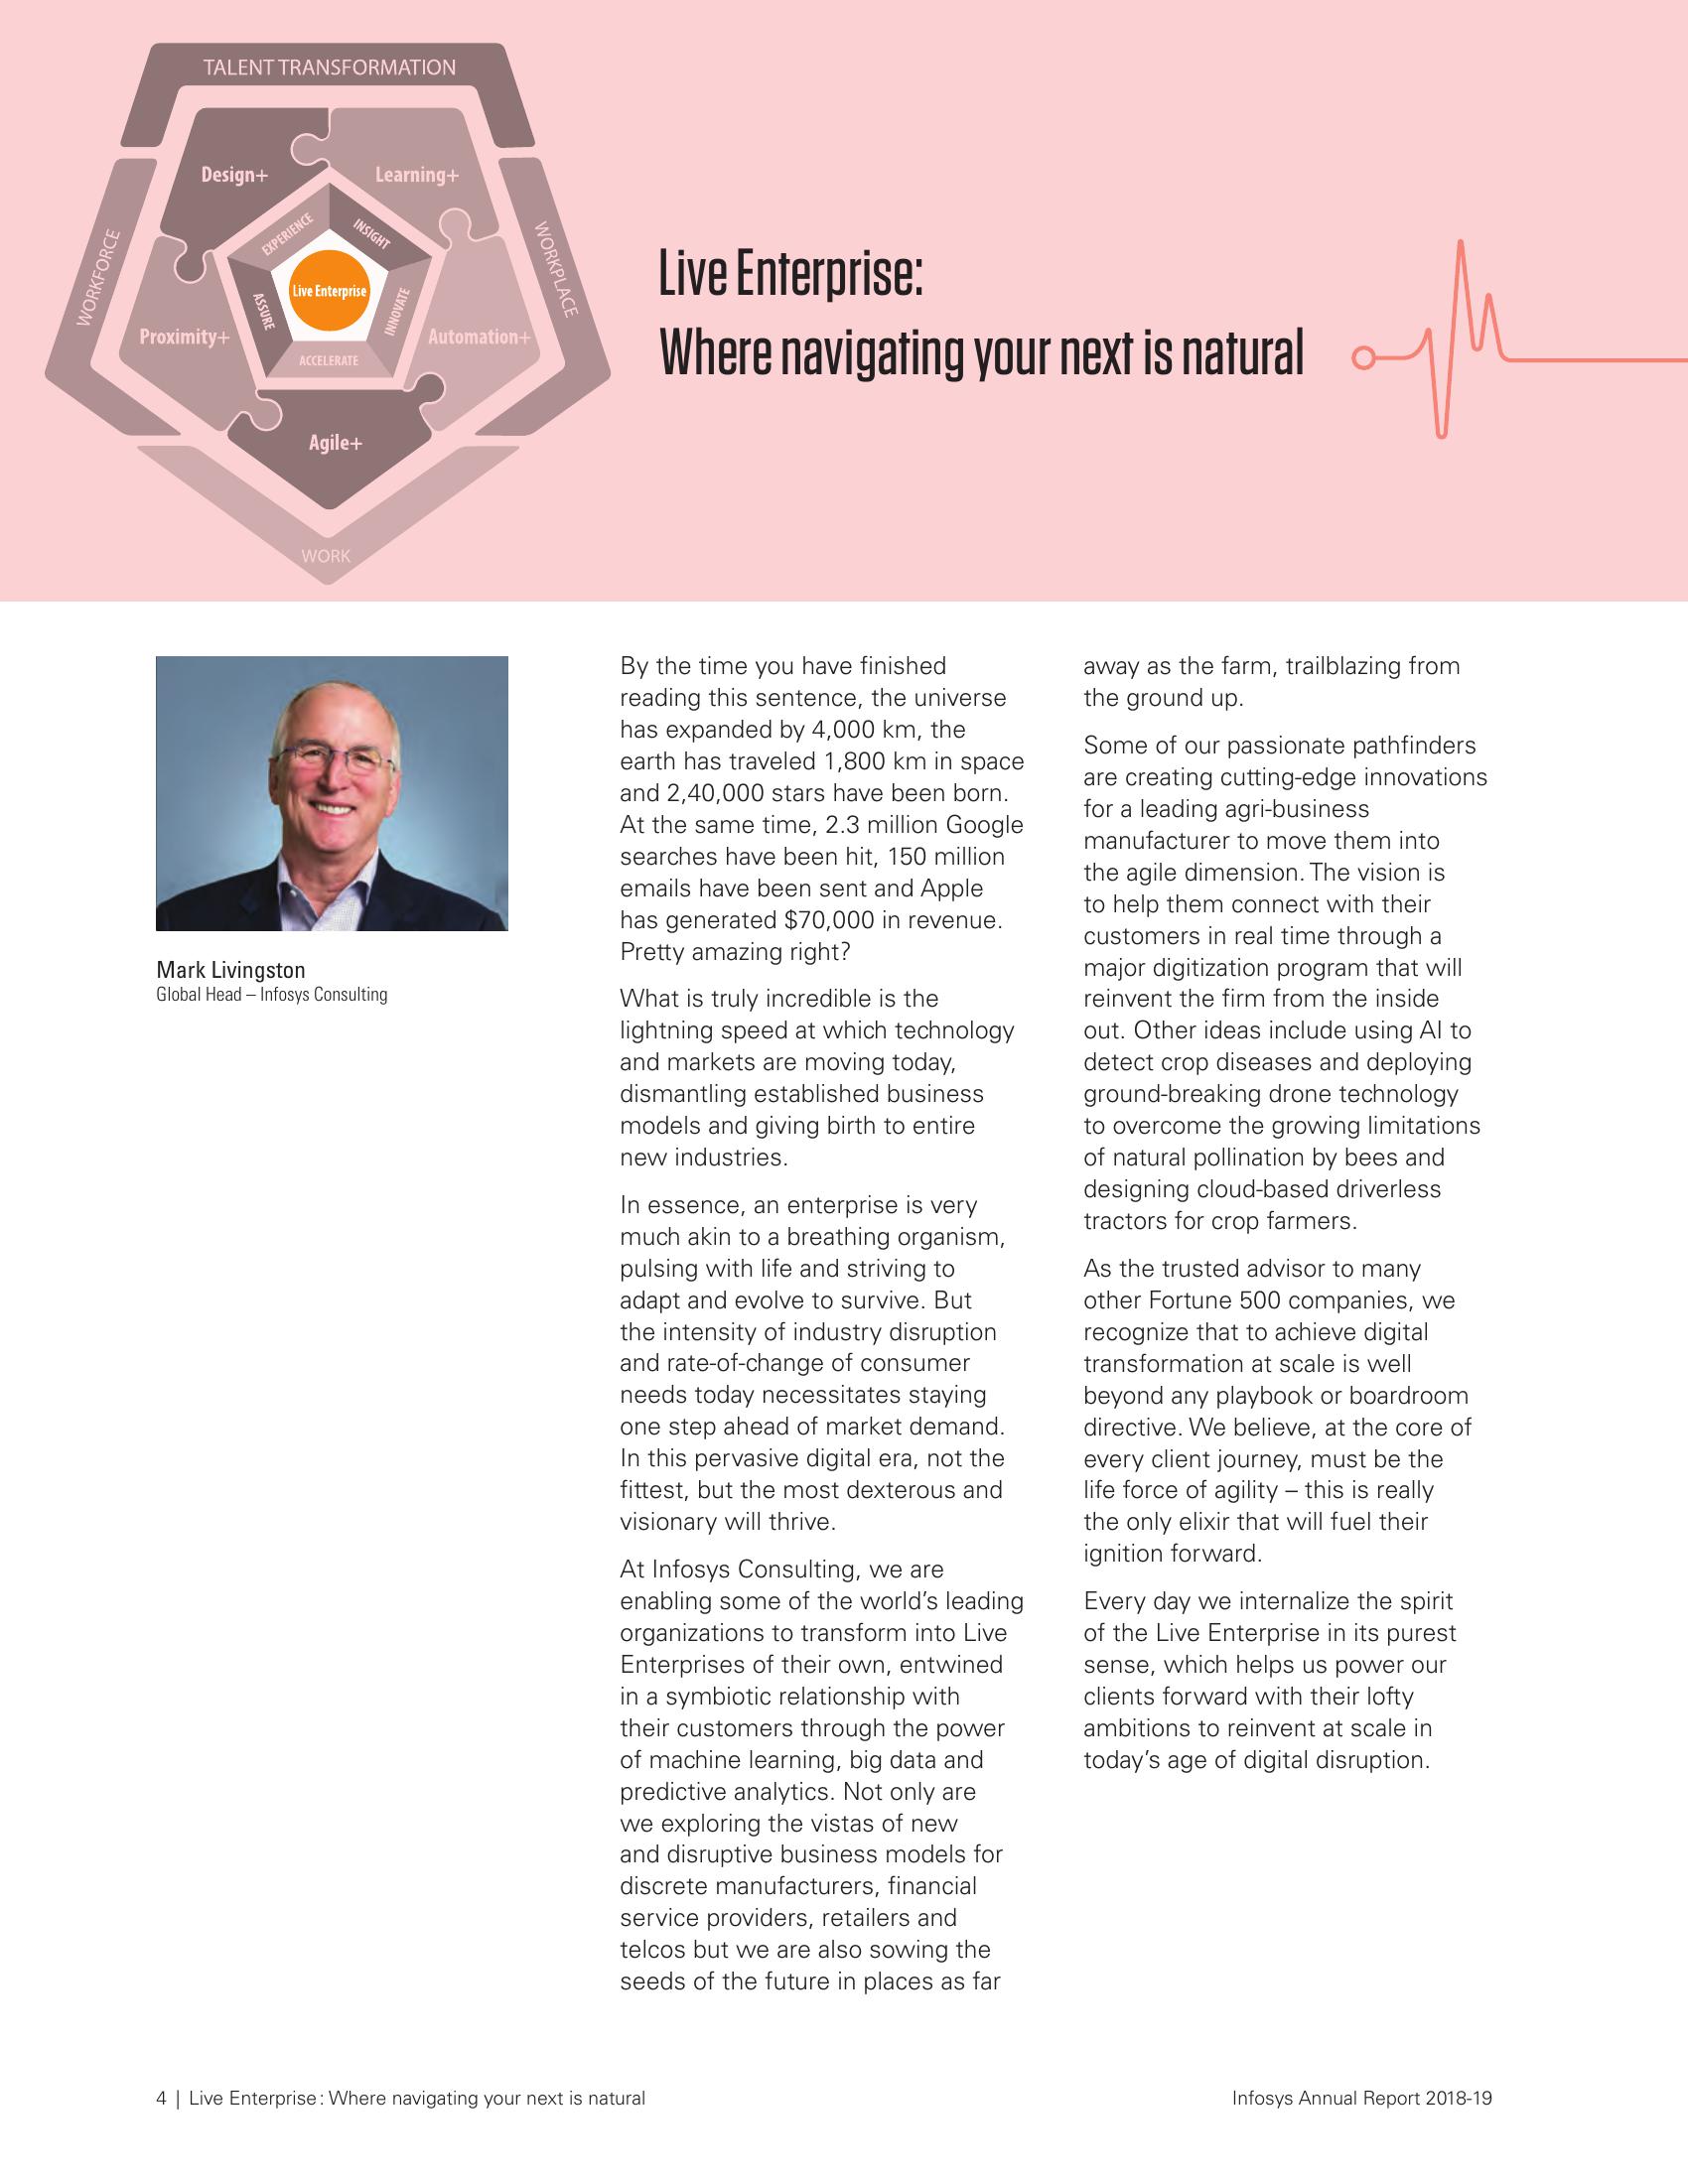 TALENT TRANSFORMATION
Design+
Learning+
EXPERIENCE
INSIGHT
WORKFORCE
WORKPLACE
Live Enterprise
ASSURE
INNOVATE
Proximity+
Automation+
ACCELERATE
Agile+
WORK
Live Enterprise:
Where navigating your next is natural
Mark Livingston
Global Head – Infosys Consulting
By the time you have finished
reading this sentence, the universe
has expanded by 4,000 km, the
earth has traveled 1,800 km in space
and 2,40,000 stars have been born.
At the same time, 2.3 million Google
searches have been hit, 150 million
emails have been sent and Apple
has generated $70,000 in revenue.
Pretty amazing right?
What is truly incredible is the
lightning speed at which technology
and markets are moving today,
dismantling established business
models and giving birth to entire
new industries.
In essence, an enterprise is very
much akin to a breathing organism,
pulsing with life and striving to
adapt and evolve to survive. But
the intensity of industry disruption
and rate-of-change of consumer
needs today necessitates staying
one step ahead of market demand.
In this pervasive digital era, not the
fittest, but the most dexterous and
visionary will thrive.
At Infosys Consulting, we are
enabling some of the world's leading
organizations to transform into Live
Enterprises of their own, entwined
in a symbiotic relationship with
their customers through the power
of machine learning, big data and
predictive analytics. Not only are
we exploring the vistas of new
and disruptive business models for
discrete manufacturers, financial
service providers, retailers and
telcos but we are also sowing the
seeds of the future in places as far
away as the farm, trailblazing from
the ground up.
Some of our passionate pathfinders
are creating cutting-edge innovations
for a leading agri-business
manufacturer to move them into
the agile dimension. The vision is
to help them connect with their
customers in real time through a
major digitization program that will
reinvent the firm from the inside
out. Other ideas include using AI to
detect crop diseases and deploying
ground-breaking drone technology
to overcome the growing limitations
of natural pollination by bees and
designing cloud-based driverless
tractors for crop farmers.
As the trusted advisor to many
other Fortune 500 companies, we
recognize that to achieve digital
transformation at scale is well
beyond any playbook or boardroom
directive. We believe, at the core of
every client journey, must be the
life force of agility – this is really
the only elixir that will fuel their
ignition forward.
Every day we internalize the spirit
of the Live Enterprise in its purest
sense, which helps us power our
clients forward with their lofty
ambitions to reinvent at scale in
today's age of digital disruption.
4 | Live Enterprise: Where navigating your next is natural
Infosys Annual Report 2018-19